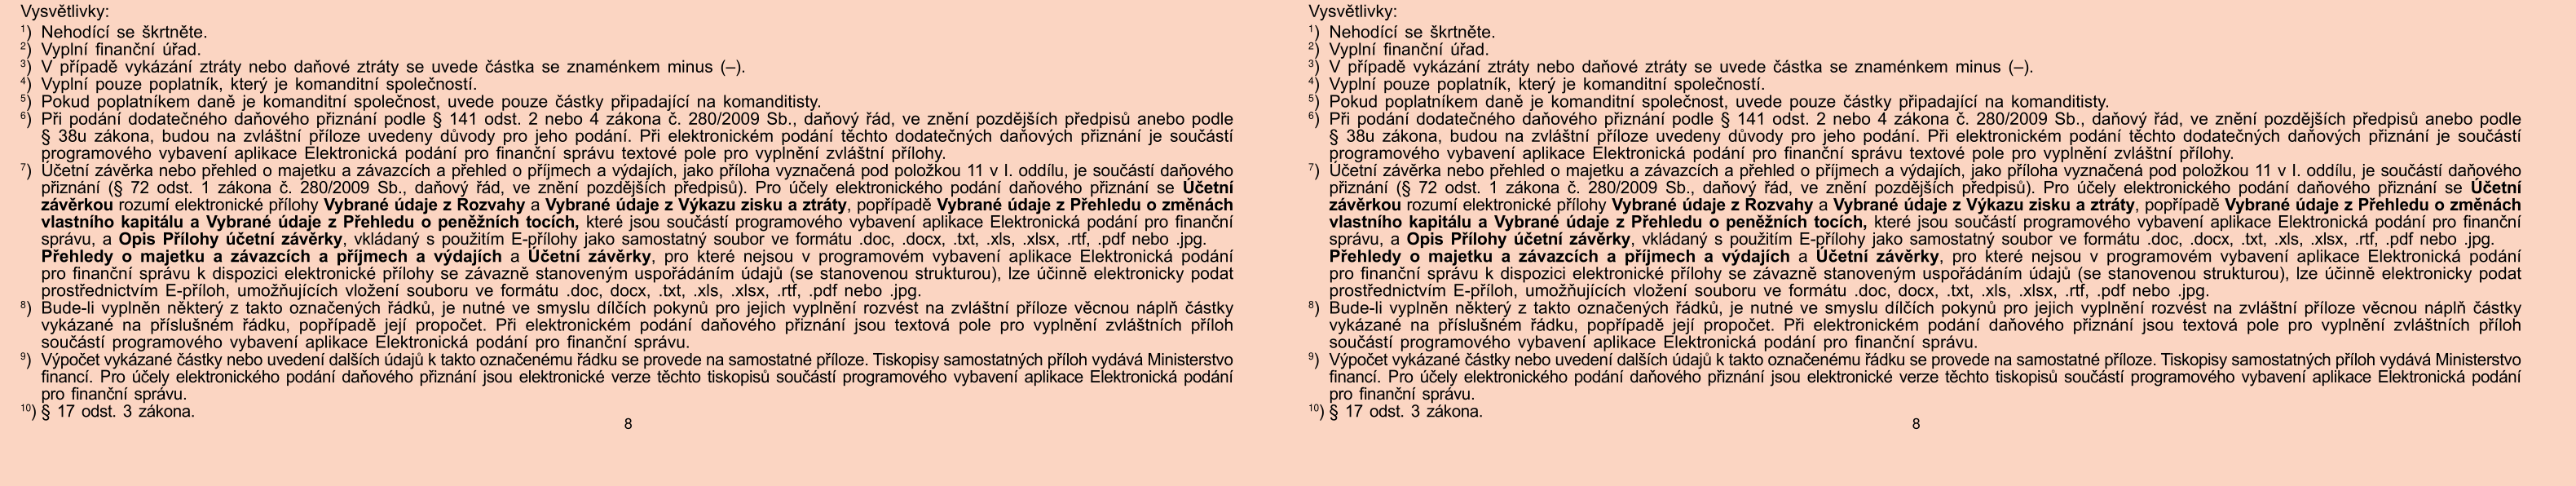 Vysvětlivky:
1) Nehodící se škrtněte.
2) Vyplní finanční úřad.
3) V případě vykázání ztráty nebo daňové ztráty se uvede částka se znaménkem minus (–).
4) Vyplní pouze poplatník, který je komanditní společností.
5) Pokud poplatníkem daně je komanditní společnost, uvede pouze částky připadající na komanditisty.
6) Při podání dodatečného daňového přiznání podle § 141 odst. 2 nebo 4 zákona č. 280/2009 Sb., daňový řád, ve znění pozdějších předpisů anebo podle
§ 38u zákona, budou na zvláštní příloze uvedeny důvody pro jeho podání. Při elektronickém podání těchto dodatečných daňových přiznání je součástí
programového vybavení aplikace Elektronická podání pro finanční správu textové pole pro vyplnění zvláštní přílohy.
7) Účetní závěrka nebo přehled o majetku a závazcích a přehled o příjmech a výdajích, jako příloha vyznačená pod položkou 11 v I. oddílu, je součástí daňového
přiznání (§ 72 odst. 1 zákona č. 280/2009 Sb., daňový řád, ve znění pozdějších předpisů). Pro účely elektronického podání daňového přiznání se Účetní
závěrkou rozumí elektronické přílohy Vybrané údaje z Rozvahy a Vybrané údaje z Výkazu zisku a ztráty, popřípadě Vybrané údaje z Přehledu o změnách
vlastního kapitálu a Vybrané údaje z Přehledu o peněžních tocích, které jsou součástí programového vybavení aplikace Elektronická podání pro finanční
správu, a Opis Přílohy účetní závěrky, vkládaný s použitím E-přílohy jako samostatný soubor ve formátu .doc, .docx, .txt, .xls, .xlsx, .rtf, .pdf nebo .jpg.
Přehledy o majetku a závazcích a příjmech a výdajích a Účetní závěrky, pro které nejsou v programovém vybavení aplikace Elektronická podání
pro finanční správu k dispozici elektronické přílohy se závazně stanoveným uspořádáním údajů (se stanovenou strukturou), lze účinně elektronicky podat
prostřednictvím E-příloh, umožňujících vložení souboru ve formátu .doc, docx, .txt, .xls, .xlsx, .rtf, .pdf nebo .jpg.
8) Bude-li vyplněn některý z takto označených řádků, je nutné ve smyslu dílčích pokynů pro jejich vyplnění rozvést na zvláštní příloze věcnou náplň částky
vykázané na příslušném řádku, popřípadě její propočet. Při elektronickém podání daňového přiznání jsou textová pole pro vyplnění zvláštních příloh
součástí programového vybavení aplikace Elektronická podání pro finanční správu.
9) Výpočet vykázané částky nebo uvedení dalších údajů k takto označenému řádku se provede na samostatné příloze. Tiskopisy samostatných příloh vydává Ministerstvo
financí. Pro účely elektronického podání daňového přiznání jsou elektronické verze těchto tiskopisů součástí programového vybavení aplikace Elektronická podání
pro finanční správu.
10) § 17 odst. 3 zákona.
8
Vysvětlivky:
1) Nehodící se škrtněte.
2) Vyplní finanční úřad.
3) V případě vykázání ztráty nebo daňové ztráty se uvede částka se znaménkem minus (–).
4) Vyplní pouze poplatník, který je komanditní společností.
5) Pokud poplatníkem daně je komanditní společnost, uvede pouze částky připadající na komanditisty.
6) Při podání dodatečného daňového přiznání podle § 141 odst. 2 nebo 4 zákona č. 280/2009 Sb., daňový řád, ve znění pozdějších předpisů anebo podle
§ 38u zákona, budou na zvláštní příloze uvedeny důvody pro jeho podání. Při elektronickém podání těchto dodatečných daňových přiznání je součástí
programového vybavení aplikace Elektronická podání pro finanční správu textové pole pro vyplnění zvláštní přílohy.
7) Účetní závěrka nebo přehled o majetku a závazcích a přehled o příjmech a výdajích, jako příloha vyznačená pod položkou 11 v I. oddílu, je součástí daňového
přiznání (§ 72 odst. 1 zákona č. 280/2009 Sb., daňový řád, ve znění pozdějších předpisů). Pro účely elektronického podání daňového přiznání se Účetní
závěrkou rozumí elektronické přílohy Vybrané údaje z Rozvahy a Vybrané údaje z Výkazu zisku a ztráty, popřípadě Vybrané údaje z Přehledu o změnách
vlastního kapitálu a Vybrané údaje z Přehledu o peněžních tocích, které jsou součástí programového vybavení aplikace Elektronická podání pro finanční
správu, a Opis Přílohy účetní závěrky, vkládaný s použitím E-přílohy jako samostatný soubor ve formátu .doc, .docx, .txt, .xls, .xlsx, .rtf, .pdf nebo .jpg.
Přehledy o majetku a závazcích a příjmech a výdajích a Účetní závěrky, pro které nejsou v programovém vybavení aplikace Elektronická podání
pro finanční správu k dispozici elektronické přílohy se závazně stanoveným uspořádáním údajů (se stanovenou strukturou), lze účinně elektronicky podat
prostřednictvím E-příloh, umožňujících vložení souboru ve formátu .doc, docx, .txt, .xls, .xlsx, .rtf, .pdf nebo .jpg.
8) Bude-li vyplněn některý z takto označených řádků, je nutné ve smyslu dílčích pokynů pro jejich vyplnění rozvést na zvláštní příloze věcnou náplň částky
vykázané na příslušném řádku, popřípadě její propočet. Při elektronickém podání daňového přiznání jsou textová pole pro vyplnění zvláštních příloh
součástí programového vybavení aplikace Elektronická podání pro finanční správu.
9) Výpočet vykázané částky nebo uvedení dalších údajů k takto označenému řádku se provede na samostatné příloze. Tiskopisy samostatných příloh vydává Ministerstvo
financí. Pro účely elektronického podání daňového přiznání jsou elektronické verze těchto tiskopisů součástí programového vybavení aplikace Elektronická podání
pro finanční správu.
10) § 17 odst. 3 zákona.
8